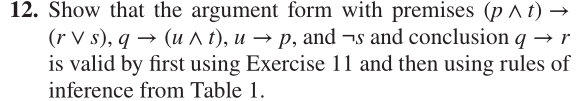 12. Show that the argument form with premises (p ∧ t) →
(r ∨ s), q → (u ∧ t), u → p, and ¬s and conclusion q → r
is valid by first using Exercise 11 and then using rules of
inference from Table 1.